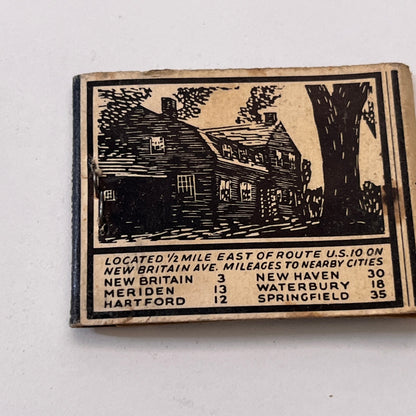 LOCATED 1/2 MILE EAST OF ROUTE U.S.10 ON
NEW BRITAIN AVE. MILEAGES TO NEARBY CITIES
NEW BRITAIN 3 NEW HAVEN 30
MERIDEN 13 WATERBURY 18
HARTFORD 12 SPRINGFIELD 35